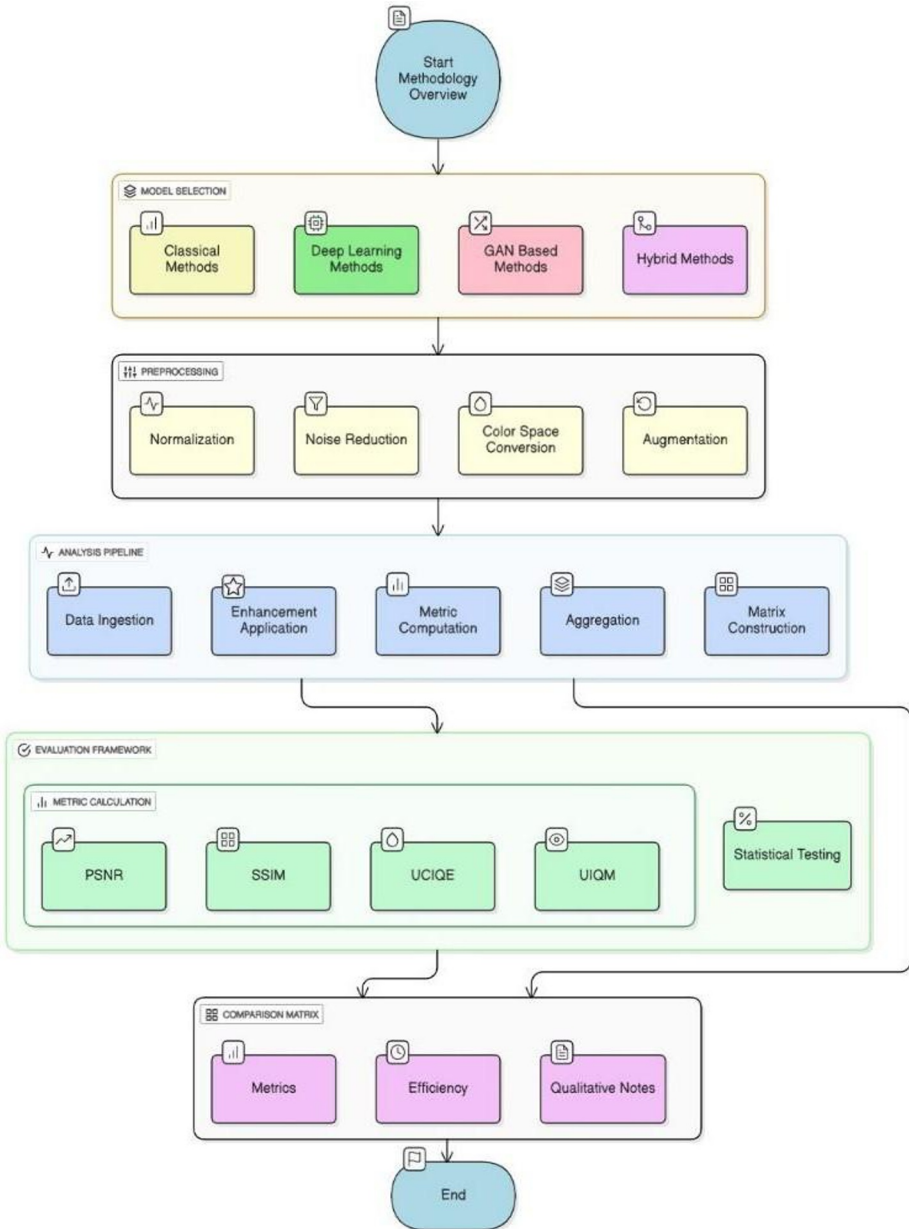 Start
Methodology
Overview
MODEL SELECTION
Classical
Methods
Deep Learning
Methods
GAN Based
Methods
Hybrid Methods
PREPROCESSING
Normalization
Noise Reduction
Color Space
Conversion
Augmentation
ANALYSIS PIPELINE
Data Ingestion
Enhancement
Application
Metric
Computation
Aggregation
Matrix
Construction
EVALUATION FRAMEWORK
METRIC CALCULATION
PSNR
SSIM
UCIQE
UIQM
Statistical Testing
COMPARISON MATRIX
Metrics
Efficiency
Qualitative Notes
End